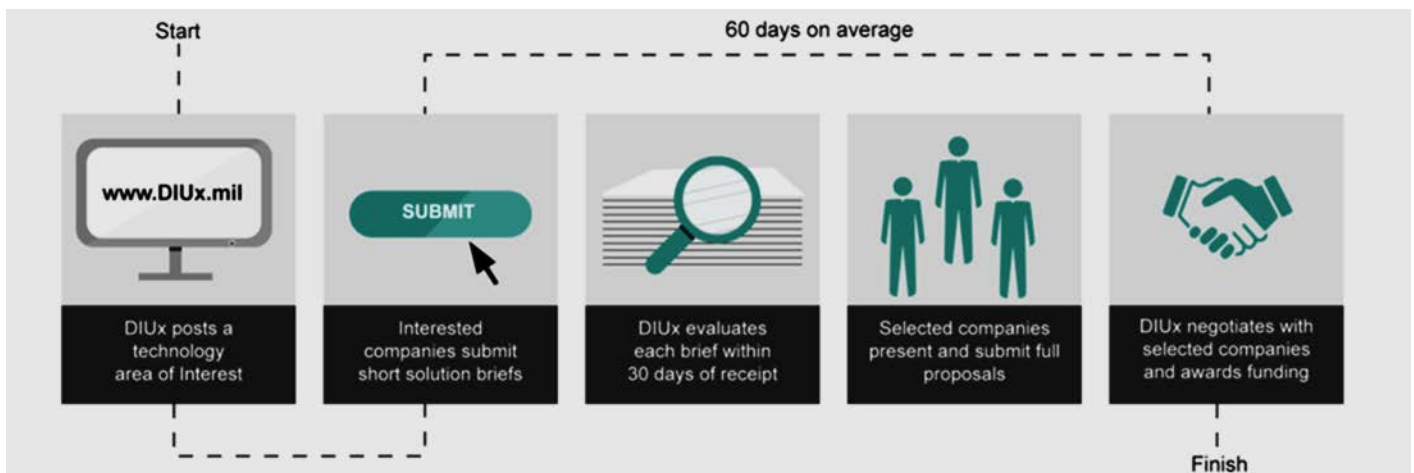 Start
60 days on average
www.DIUx.mil
SUBMIT
DIUx posts a
technology
area of Interest
Interested
companies submit
short solution briefs
DIUx evaluates
each brief within
30 days of receipt
Selected companies
present and submit full
proposals
DIUx negotiates with
selected companies
and awards funding
Finish